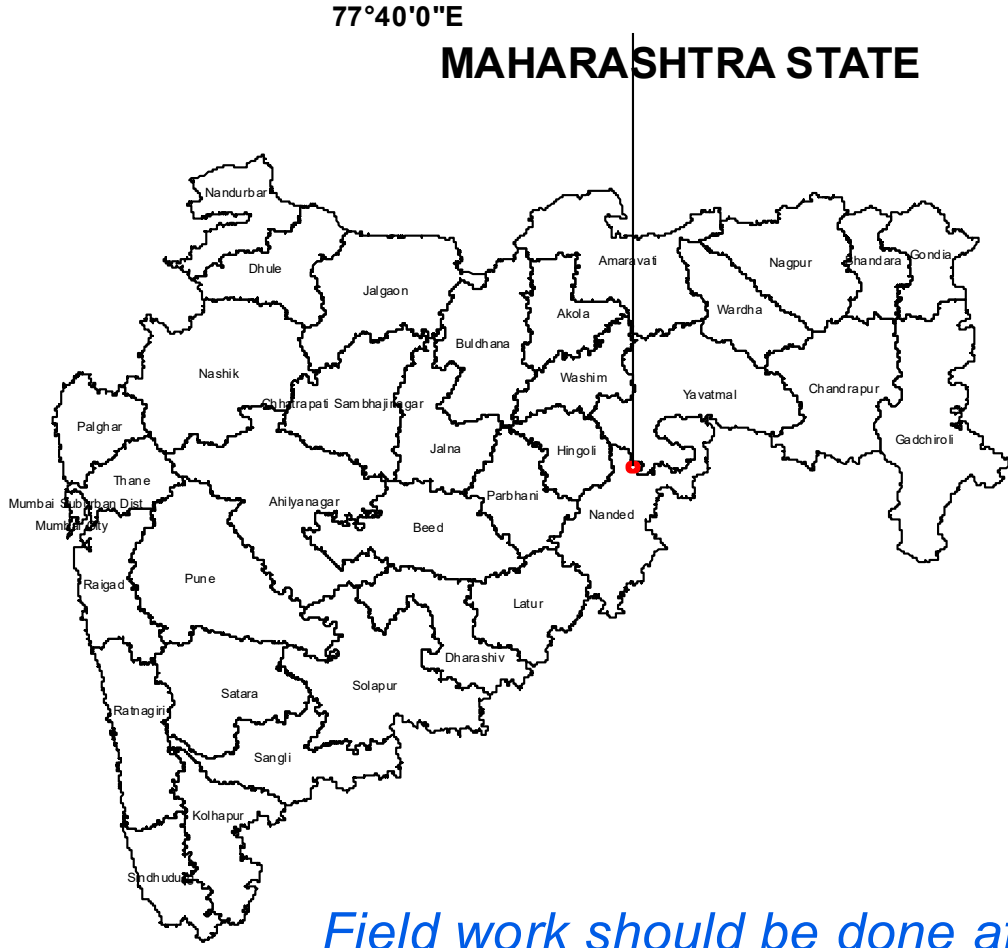 77°40'0"E
MAHARASHTRA STATE
Nandurbar
Dhule
Jalgaon
Amaravati
Nagpur
Bhandara
Gondia
Akola
Wardha
Buldhana
Nashik
Washim
Yavatmal
Chandrapur
Chhatrapati Sambhajinagar
Palghar
Jalna
Hingoli
Gadchiroli
Thane
Ahilyanagar
Parbhani
Mumbai Suburban Dist
Mumbai City
Beed
Nanded
Raigad
Pune
Latur
Dharashiv
Satara
Solapur
Ratnagiri
Sangli
Kolhapur
Sindhudurg
Field work should be done at